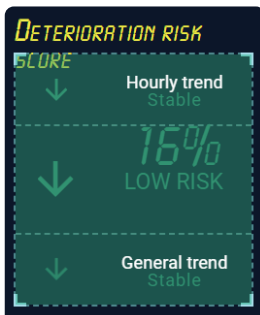 DETERIORATION RISK
SCORE
Hourly trend
Stable
16%
LOW RISK
General trend
Stable